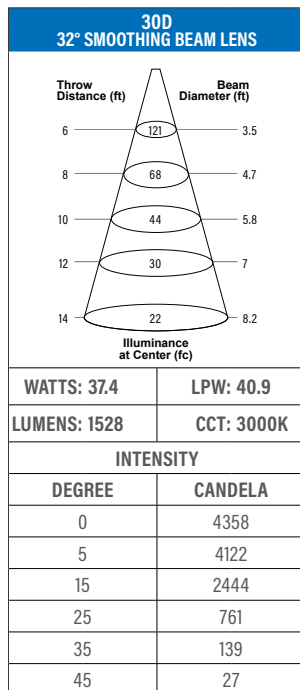 30D
32° SMOOTHING BEAM LENS
Throw Beam
Distance (ft) Diameter (ft)
6 121 3.5
8 68 4.7
10 44 5.8
12 30 7
14 22 8.2
Illuminance
at Center (fc)
WATTS: 37.4 LPW: 40.9
LUMENS: 1528 CCT: 3000K
INTENSITY
DEGREE CANDELA
0 4358
5 4122
15 2444
25 761
35 139
45 27